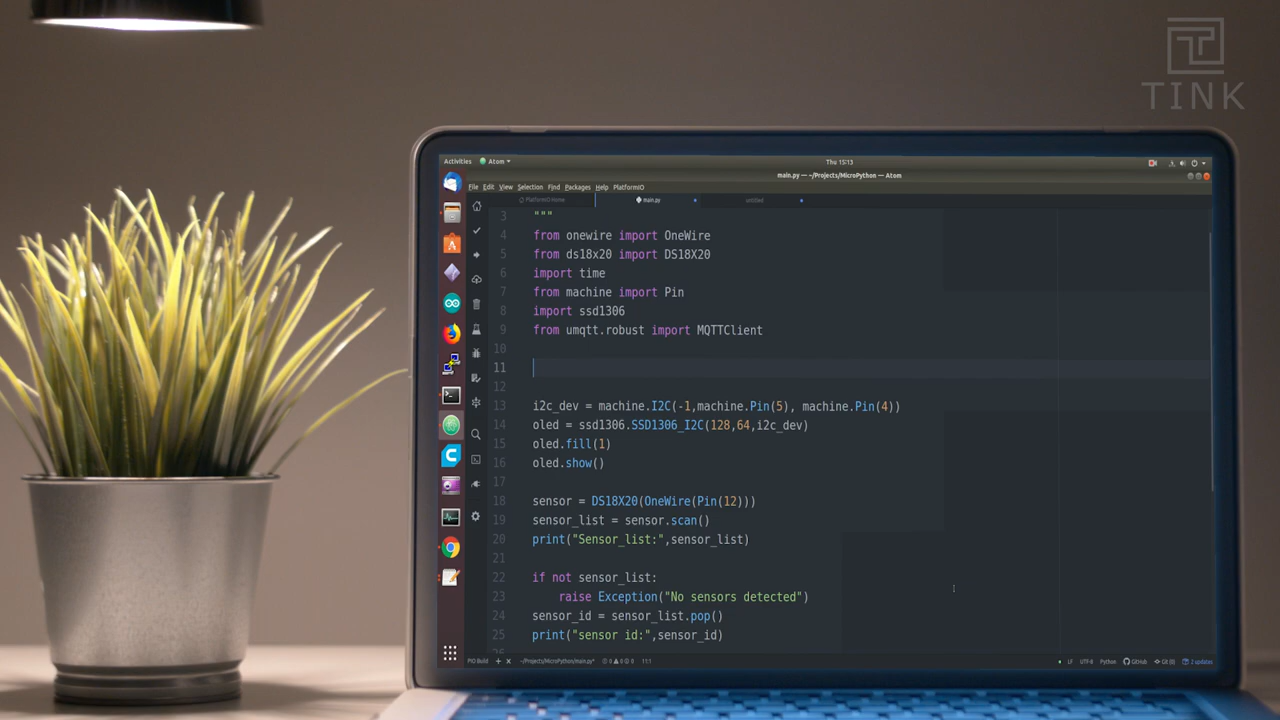 TINK
Activities Atom Thu 15:13
main.py — ~/Projects/MicroPython — Atom
File Edit View Selection Find Packages Help PlatformIO
PlatformIO Home main.py untitled
3 """
4 from onewire import OneWire
5 from ds18x20 import DS18X20
6 import time
7 from machine import Pin
8 import ssd1306
9 from umqtt.robust import MQTTClient
10
11
12
13 i2c_dev = machine.I2C(-1,machine.Pin(5), machine.Pin(4))
14 oled = ssd1306.SSD1306_I2C(128,64,i2c_dev)
15 oled.fill(1)
16 oled.show()
17
18 sensor = DS18X20(OneWire(Pin(12)))
19 sensor_list = sensor.scan()
20 print("Sensor_list:",sensor_list)
21
22 if not sensor_list:
23 raise Exception("No sensors detected")
24 sensor_id = sensor_list.pop()
25 print("sensor id:",sensor_id)
PIO Build + × ~/Projects/MicroPython/main.py* 0 0 0 11:1 LF UTF-8 Python GitHub Git (0) 2 updates